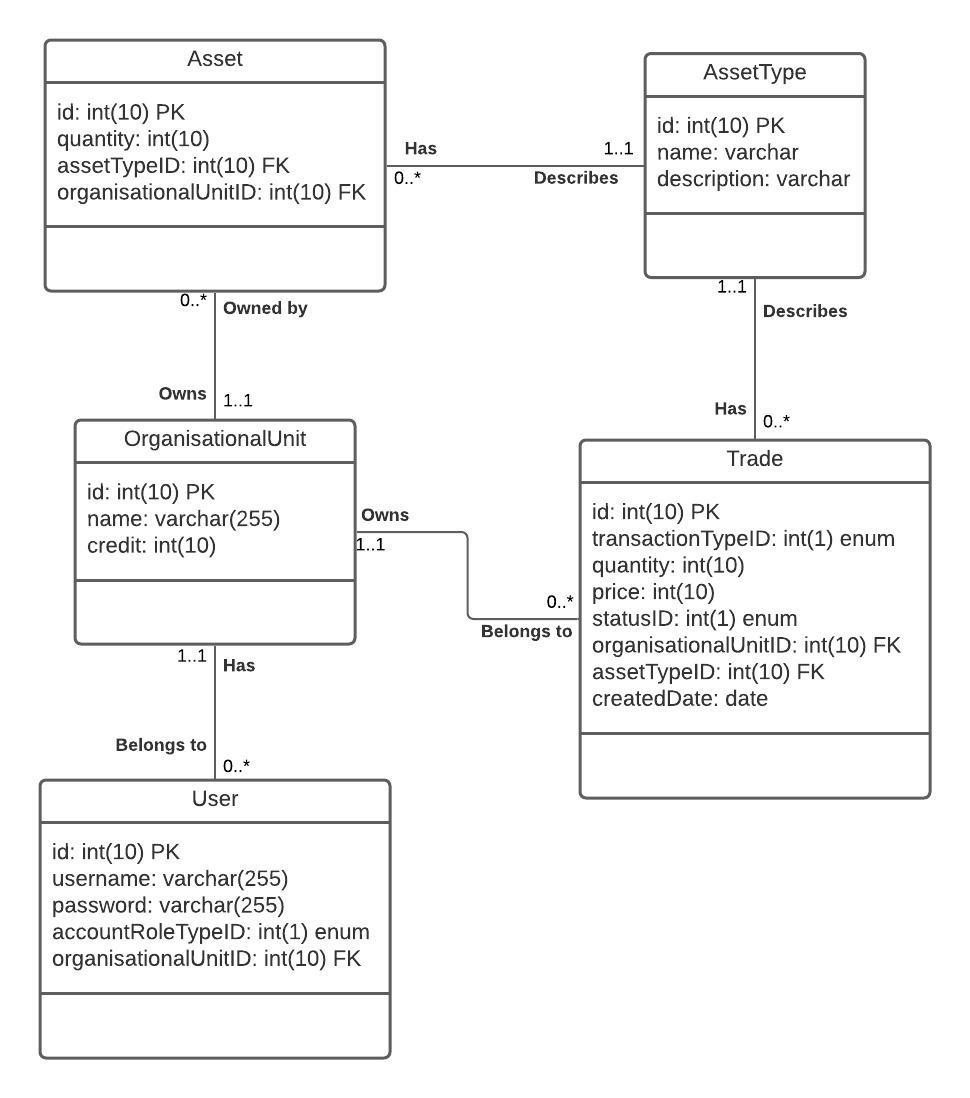 Asset
id: int(10) PK
quantity: int(10)
assetTypeID: int(10) FK
organisationalUnitID: int(10) FK
Has
0..*
1..1
Describes
AssetType
id: int(10) PK
name: varchar
description: varchar
0..*
Owned by
Owns
1..1
1..1
Describes
Has
0..*
OrganisationalUnit
id: int(10) PK
name: varchar(255)
credit: int(10)
Owns
1..1
0..*
Belongs to
Trade
id: int(10) PK
transactionTypeID: int(1) enum
quantity: int(10)
price: int(10)
statusID: int(1) enum
organisationalUnitID: int(10) FK
assetTypeID: int(10) FK
createdDate: date
1..1
Has
Belongs to
0..*
User
id: int(10) PK
username: varchar(255)
password: varchar(255)
accountRoleTypeID: int(1) enum
organisationalUnitID: int(10) FK